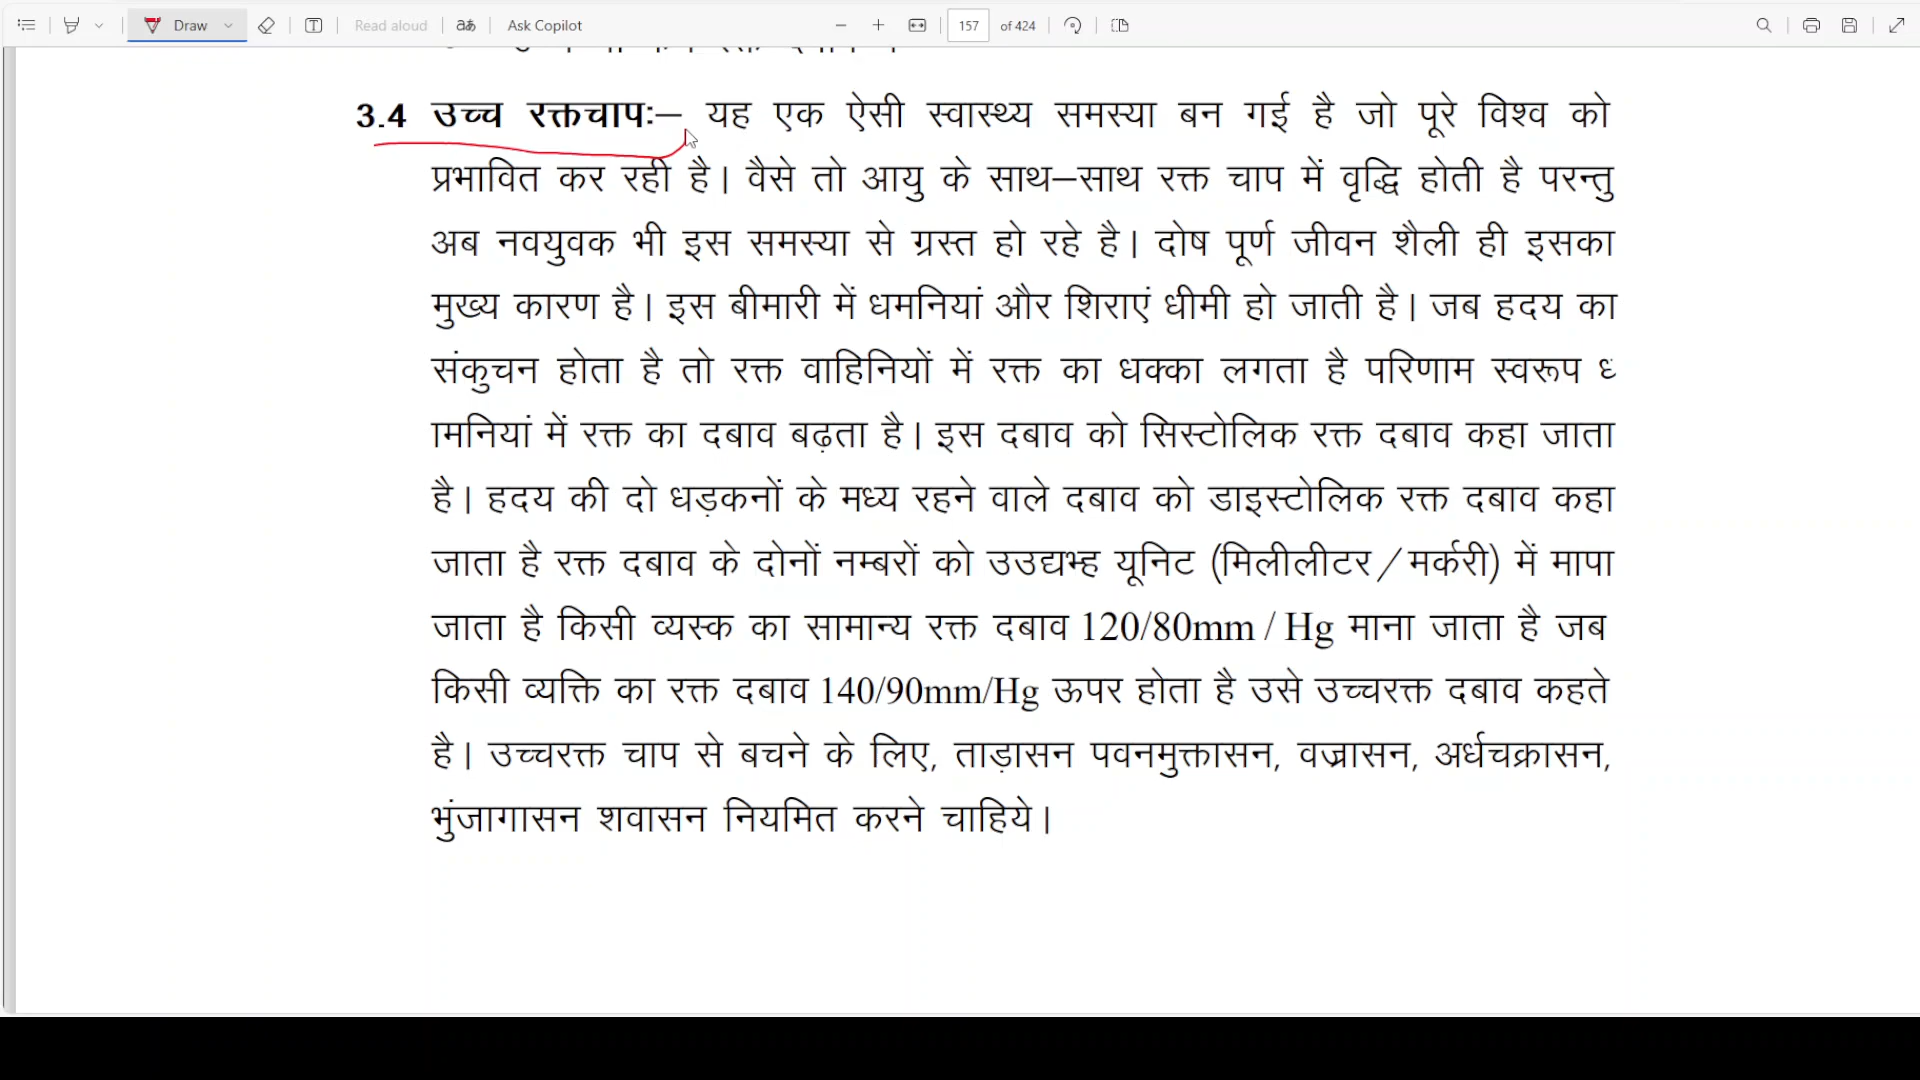 Draw
Read aloud
Ask Copilot
157
of 424
3.4 उच्च रक्तचापः– यह एक ऐसी स्वास्थ्य समस्या बन गई है जो पूरे विश्व को
प्रभावित कर रही है। वैसे तो आयु के साथ–साथ रक्त चाप में वृद्धि होती है परन्तु
अब नवयुवक भी इस समस्या से ग्रस्त हो रहे है। दोष पूर्ण जीवन शैली ही इसका
मुख्य कारण है। इस बीमारी में धमनियां और शिराएं धीमी हो जाती है। जब हदय का
संकुचन होता है तो रक्त वाहिनियों में रक्त का धक्का लगता है परिणाम स्वरूप ध
ामनियां में रक्त का दबाव बढ़ता है। इस दबाव को सिस्टोलिक रक्त दबाव कहा जाता
है। हदय की दो धड़कनों के मध्य रहने वाले दबाव को डाइस्टोलिक रक्त दबाव कहा
जाता है रक्त दबाव के दोनों नम्बरों को उउद्यभ्ह यूनिट (मिलीलीटर/मर्करी) में मापा
जाता है किसी व्यस्क का सामान्य रक्त दबाव 120/80mm / Hg माना जाता है जब
किसी व्यक्ति का रक्त दबाव 140/90mm/Hg ऊपर होता है उसे उच्चरक्त दबाव कहते
है। उच्चरक्त चाप से बचने के लिए, ताड़ासन पवनमुक्तासन, वज्रासन, अर्धचक्रासन,
भुंजागासन शवासन नियमित करने चाहिये।